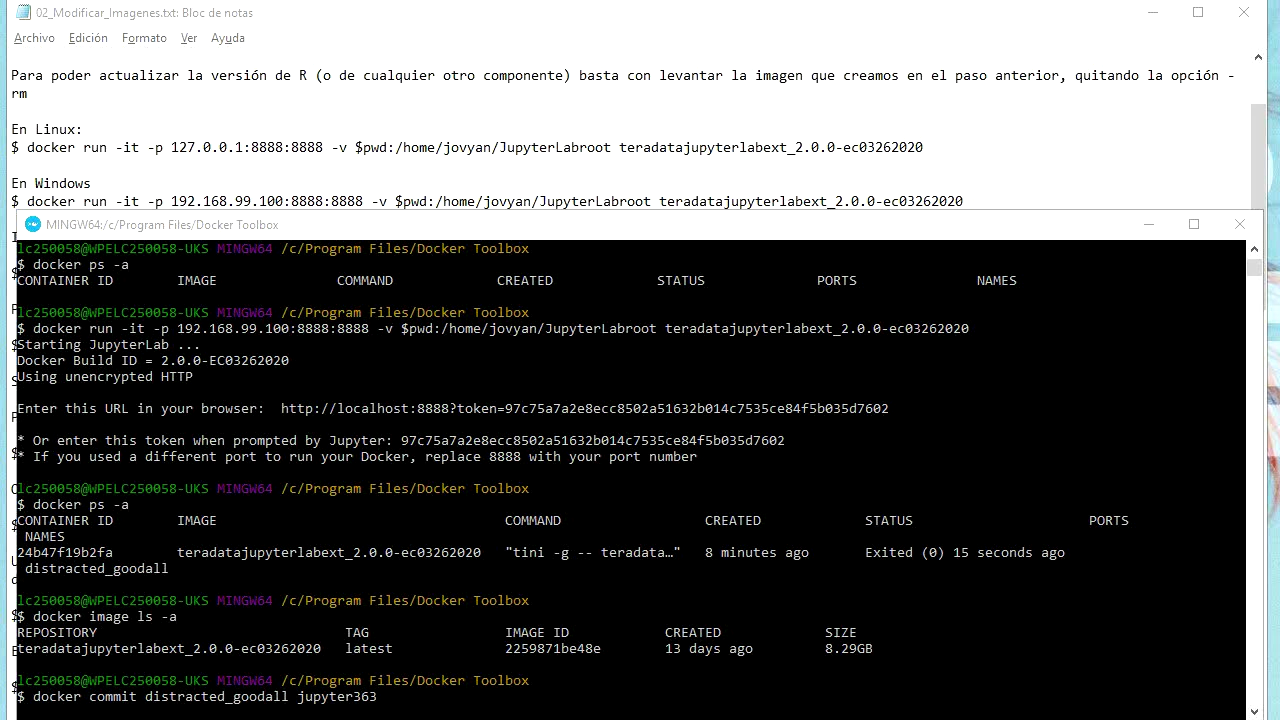 02_Modificar_Imagenes.txt: Bloc de notas
Archivo Edición Formato Ver Ayuda
Para poder actualizar la versión de R (o de cualquier otro componente) basta con levantar la imagen que creamos en el paso anterior, quitando la opción -
rm
En Linux:
$ docker run -it -p 127.0.0.1:8888:8888 -v $pwd:/home/jovyan/JupyterLabroot teradatajupyterlabext_2.0.0-ec03262020
En Windows
$ docker run -it -p 192.168.99.100:8888:8888 -v $pwd:/home/jovyan/JupyterLabroot teradatajupyterlabext_2.0.0-ec03262020
MINGW64:/c/Program Files/Docker Toolbox
lc250058@WPELC250058-UKS MINGW64 /c/Program Files/Docker Toolbox
$ docker ps -a
CONTAINER ID IMAGE COMMAND CREATED STATUS PORTS NAMES
lc250058@WPELC250058-UKS MINGW64 /c/Program Files/Docker Toolbox
$ docker run -it -p 192.168.99.100:8888:8888 -v $pwd:/home/jovyan/JupyterLabroot teradatajupyterlabext_2.0.0-ec03262020
Starting JupyterLab ...
Docker Build ID = 2.0.0-EC03262020
Using unencrypted HTTP
Enter this URL in your browser: http://localhost:8888?token=97c75a7a2e8ecc8502a51632b014c7535ce84f5b035d7602
* Or enter this token when prompted by Jupyter: 97c75a7a2e8ecc8502a51632b014c7535ce84f5b035d7602
* If you used a different port to run your Docker, replace 8888 with your port number
lc250058@WPELC250058-UKS MINGW64 /c/Program Files/Docker Toolbox
$ docker ps -a
CONTAINER ID IMAGE COMMAND CREATED STATUS PORTS
NAMES
24b47f19b2fa teradatajupyterlabext_2.0.0-ec03262020 "tini -g -- teradata…" 8 minutes ago Exited (0) 15 seconds ago
distracted_goodall
lc250058@WPELC250058-UKS MINGW64 /c/Program Files/Docker Toolbox
$ docker image ls -a
REPOSITORY TAG IMAGE ID CREATED SIZE
teradatajupyterlabext_2.0.0-ec03262020 latest 2259871be48e 13 days ago 8.29GB
lc250058@WPELC250058-UKS MINGW64 /c/Program Files/Docker Toolbox
$ docker commit distracted_goodall jupyter363